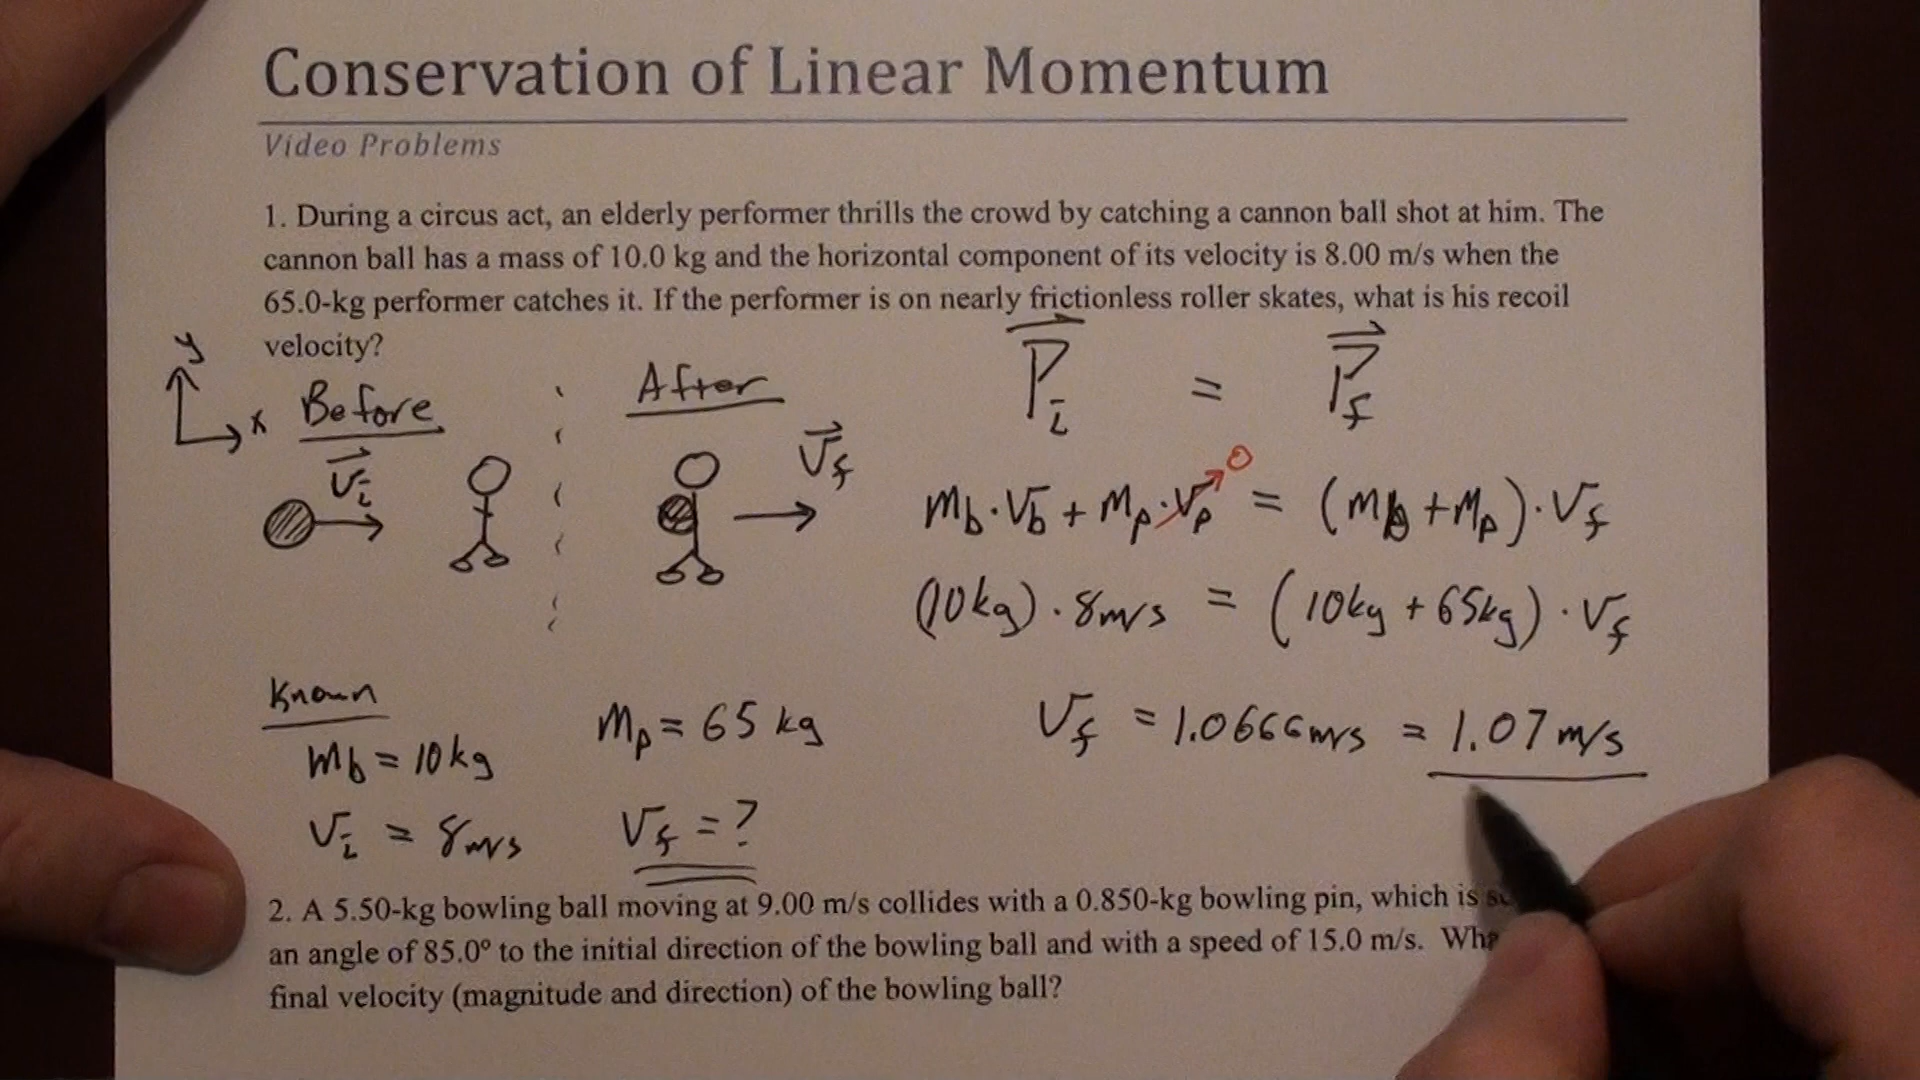 Conservation of Linear Momentum
Video Problems
1. During a circus act, an elderly performer thrills the crowd by catching a cannon ball shot at him. The
cannon ball has a mass of 10.0 kg and the horizontal component of its velocity is 8.00 m/s when the
65.0-kg performer catches it. If the performer is on nearly frictionless roller skates, what is his recoil
velocity?
y
x
Before
After
v⃗i
v⃗f
P⃗i = P⃗f
mb·vb + mp·vp = (mb + mp)·vf
0
(10kg)·8m/s = (10kg + 65kg)·vf
Known
mb = 10kg
mp = 65 kg
vi = 8m/s
vf = ?
vf = 1.0666m/s = 1.07 m/s
2. A 5.50-kg bowling ball moving at 9.00 m/s collides with a 0.850-kg bowling pin, which is
an angle of 85.0º to the initial direction of the bowling ball and with a speed of 15.0 m/s.
final velocity (magnitude and direction) of the bowling ball?